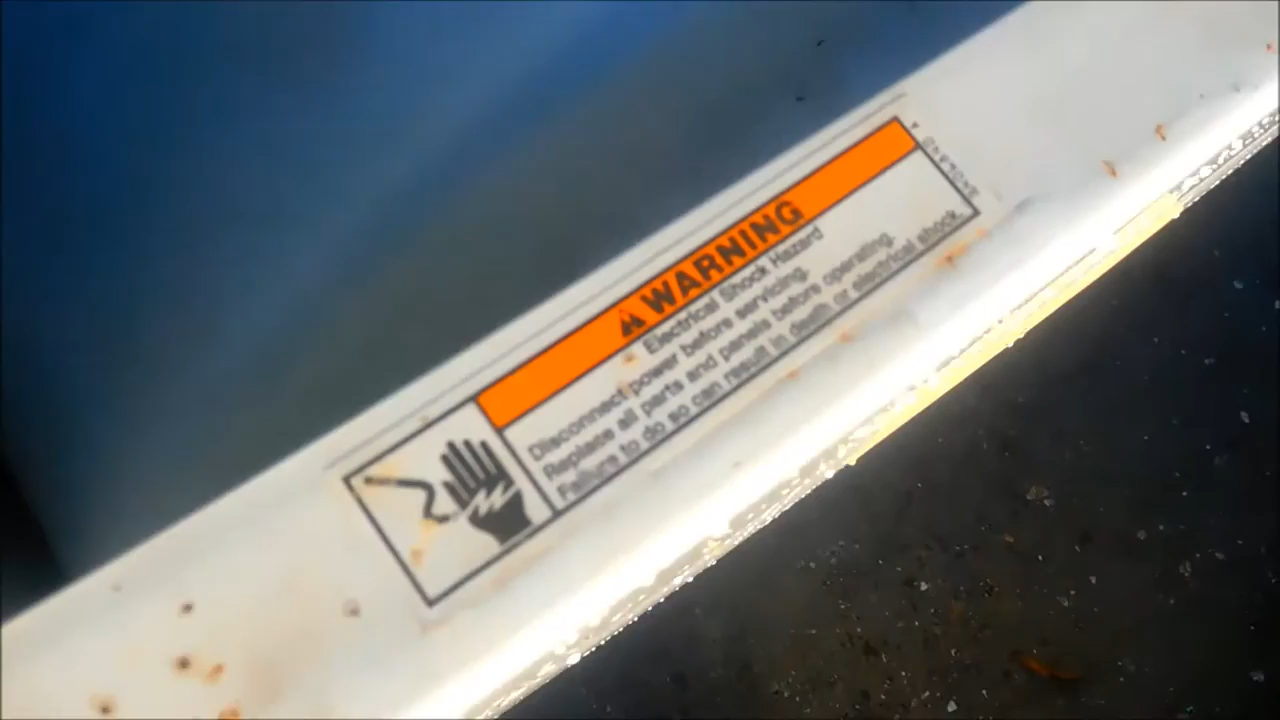 WARNING
Electrical Shock Hazard
Disconnect power before servicing.
Replace all parts and panels before operating.
Failure to do so can result in death or electrical shock.